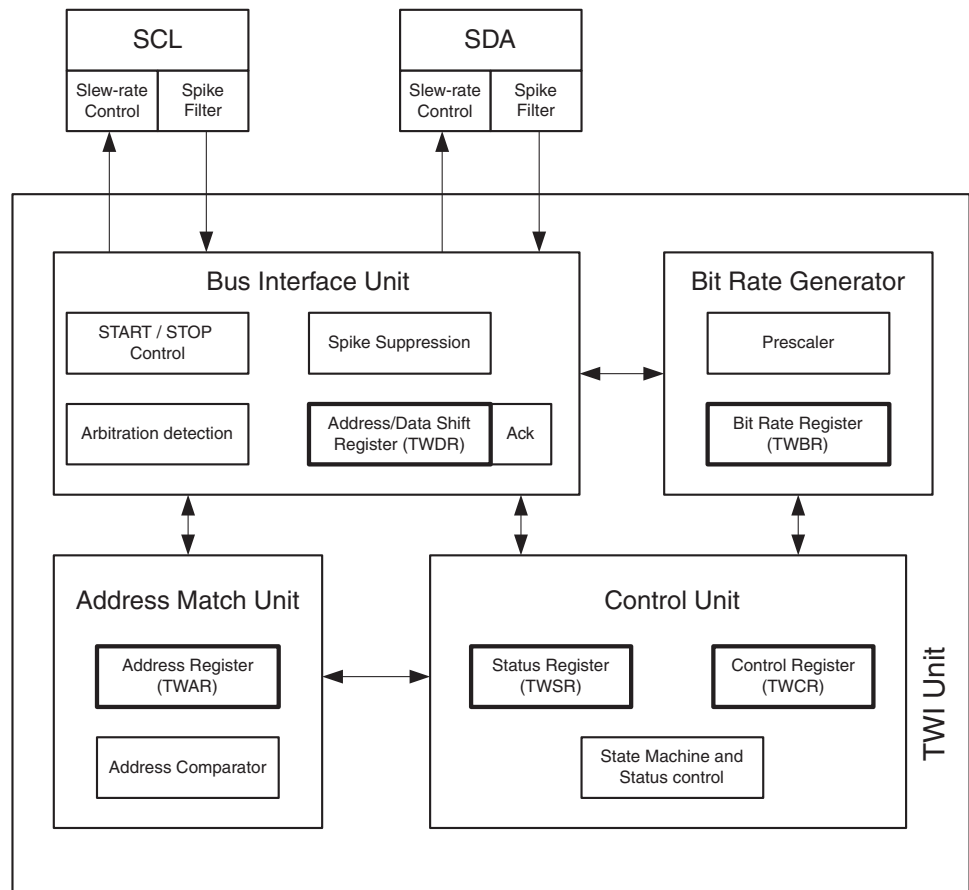 SCL
Slew-rate
Control
Spike
Filter
SDA
Slew-rate
Control
Spike
Filter
Bus Interface Unit
START / STOP
Control
Spike Suppression
Arbitration detection
Address/Data Shift
Register (TWDR)
Ack
Bit Rate Generator
Prescaler
Bit Rate Register
(TWBR)
Address Match Unit
Address Register
(TWAR)
Address Comparator
Control Unit
Status Register
(TWSR)
Control Register
(TWCR)
State Machine and
Status control
TWI Unit